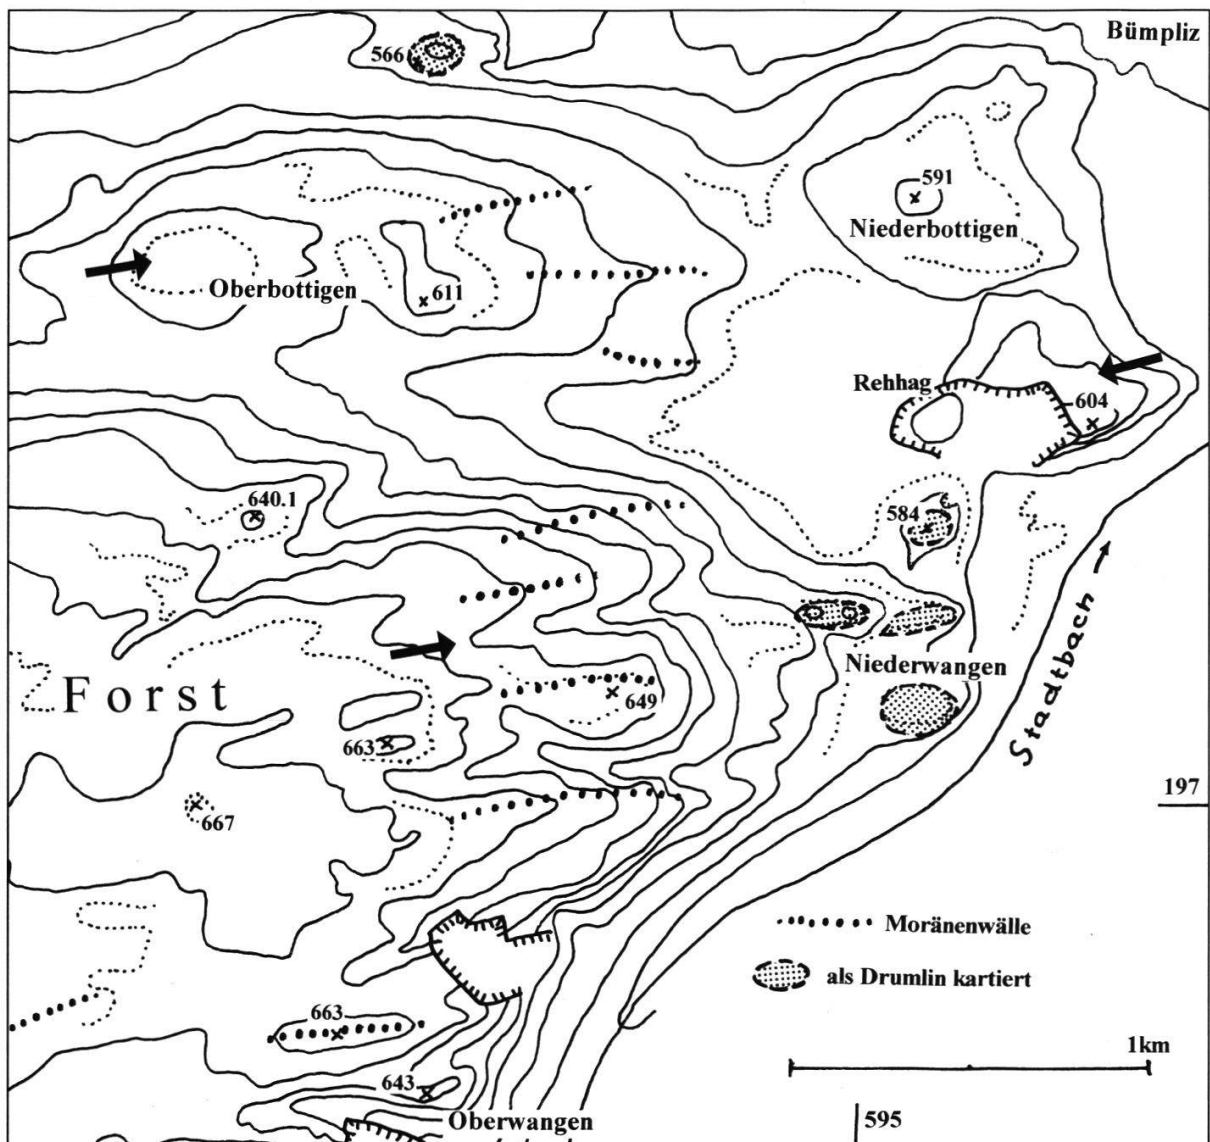 Bümpliz
566
591
Niederbottigen
Oberbottigen
611
Rehhag
604
640.1
584
Niederwangen
Stadtbach
Forst
649
663
667
197
Moränenwälle
als Drumlin kartiert
663
1km
643
Oberwangen
595